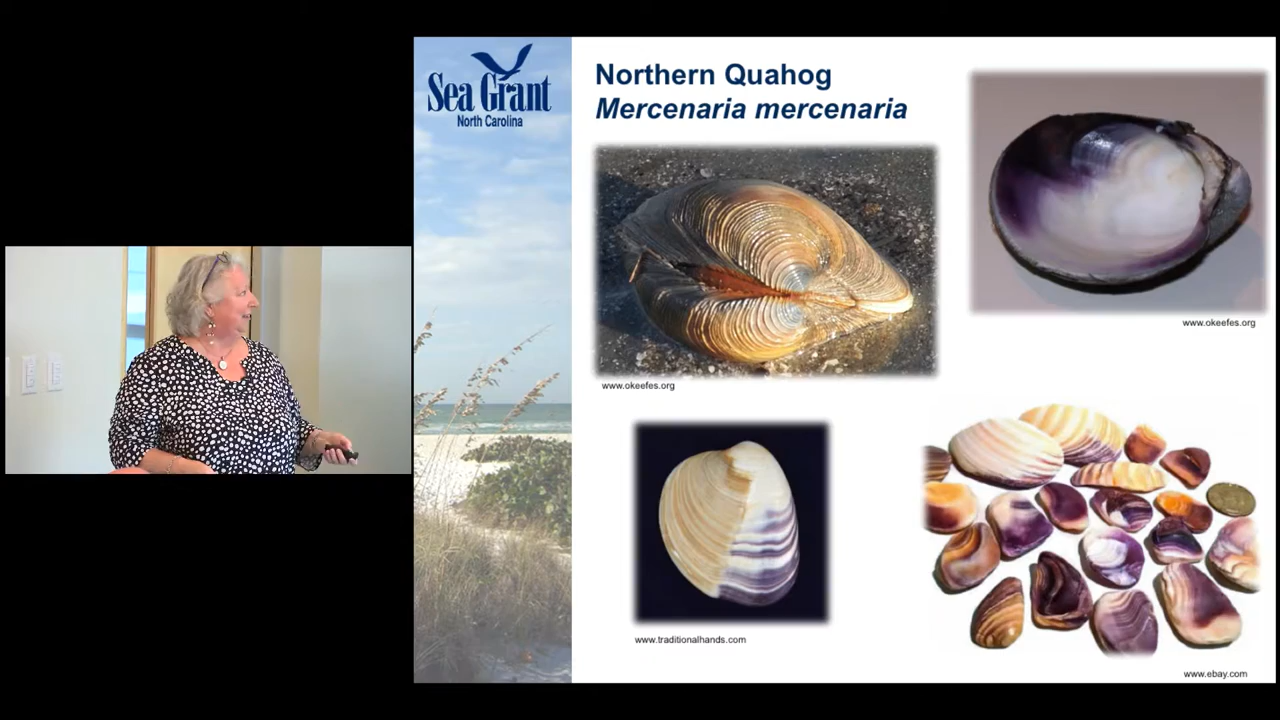 Sea Grant
North Carolina
Northern Quahog
Mercenaria mercenaria
www.okeefes.org
www.okeefes.org
www.traditionalhands.com
www.ebay.com